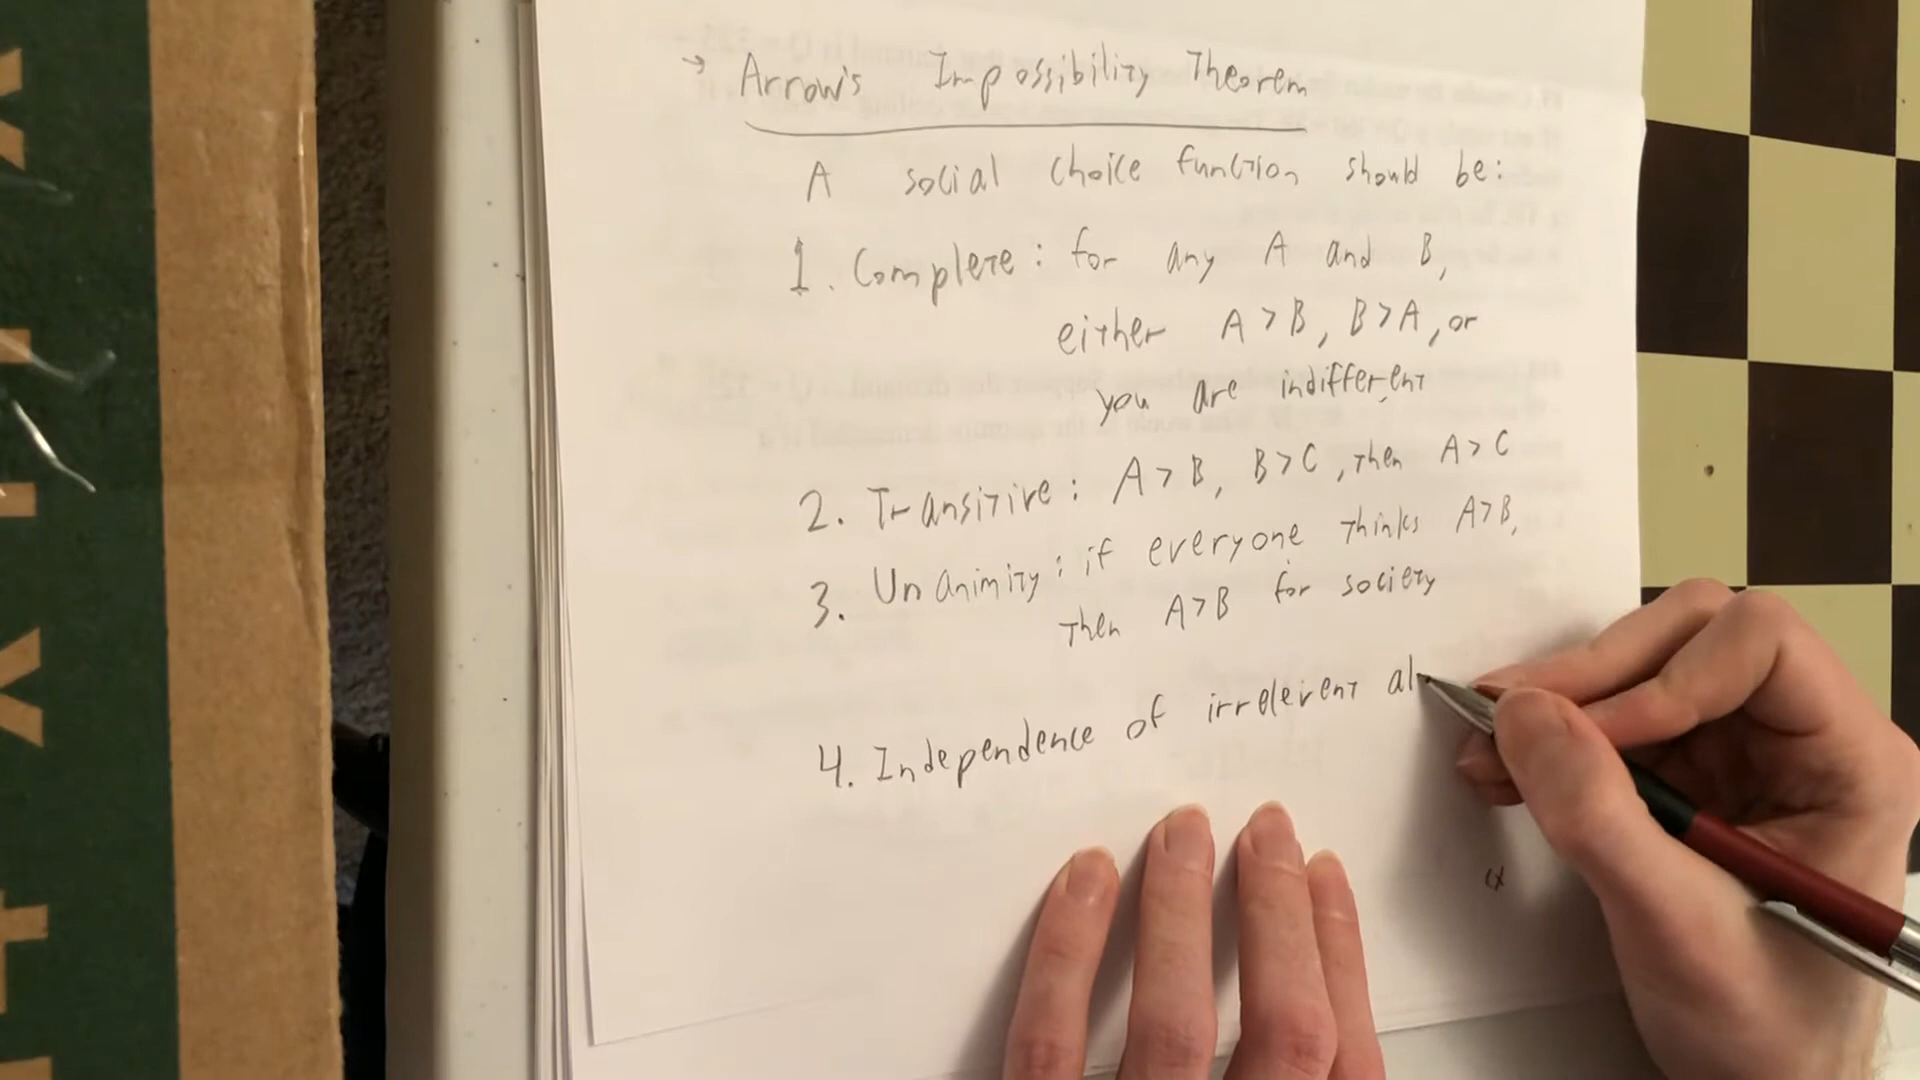 → Arrow's Impossibility Theorem
A social choice function should be:
1. Complete: for any A and B,
either A > B, B > A, or
you are indifferent
2. Transitive: A > B, B > C, then A > C
3. Unanimity: if everyone thinks A > B,
then A > B for society
4. Independence of irrelevent al